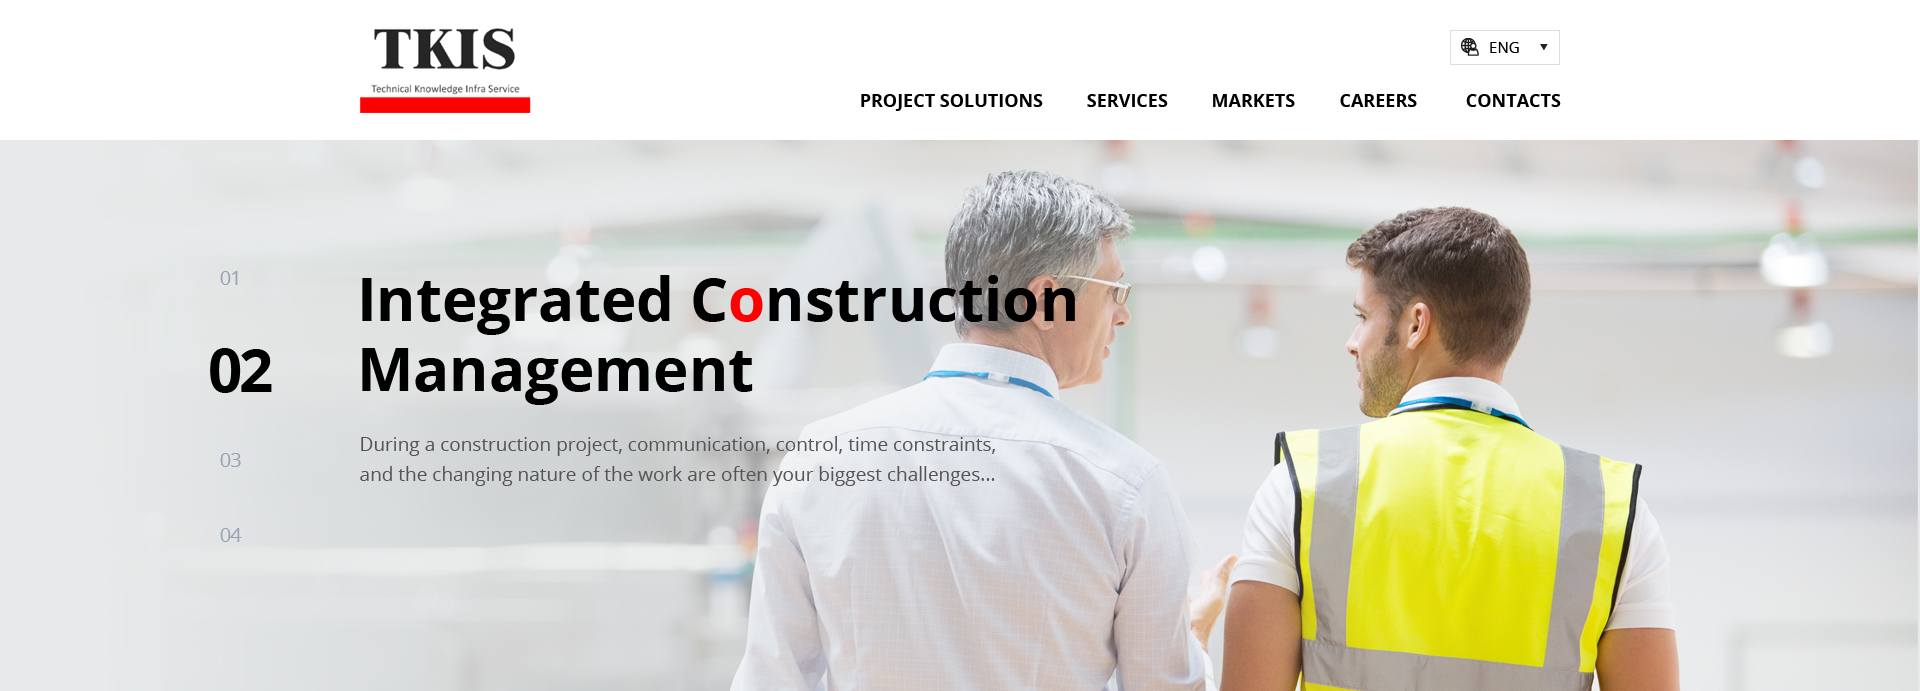 TKIS
Technical Knowledge Infra Service
ENG
PROJECT SOLUTIONS
SERVICES
MARKETS
CAREERS
CONTACTS
01
02
03
04
Integrated Construction
Management
During a construction project, communication, control, time constraints,
and the changing nature of the work are often your biggest challenges...